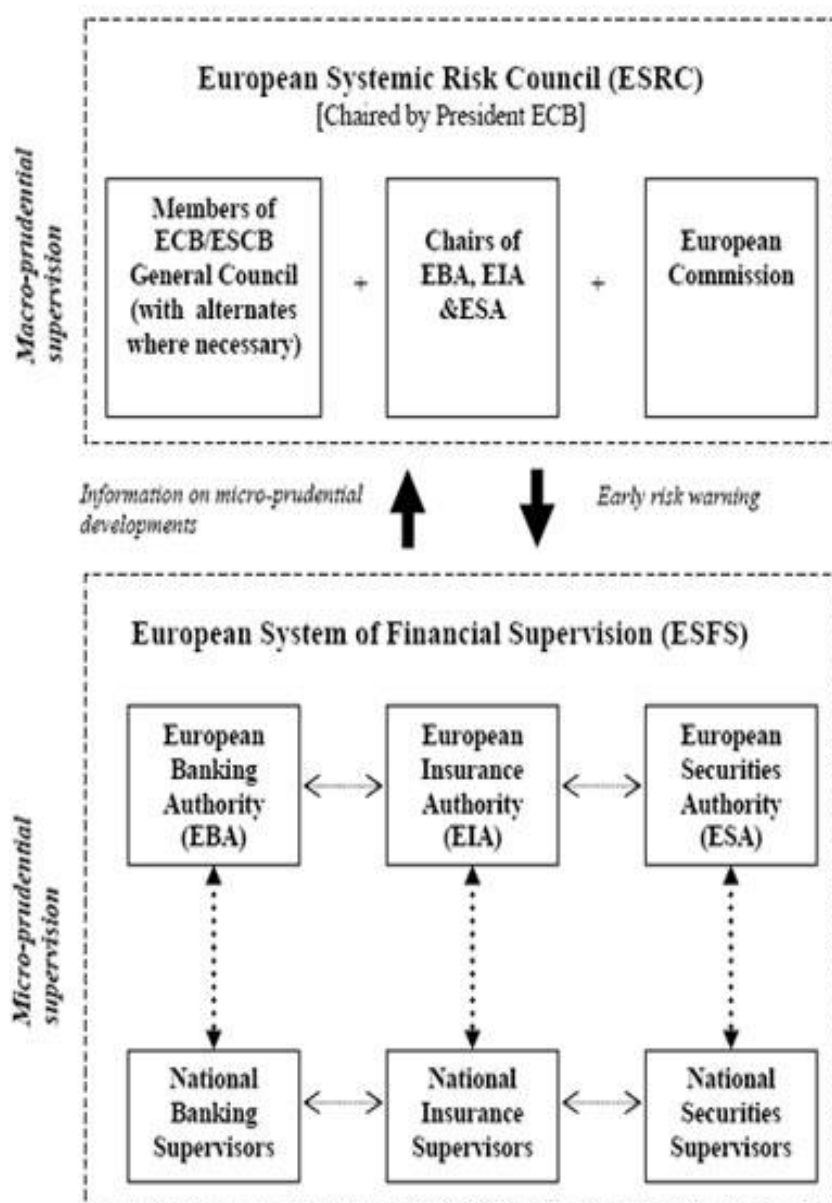 European Systemic Risk Council (ESRC)
[Chaired by President ECB]
Macro-prudential
supervision
Members of
ECB/ESCB
General Council
(with alternates
where necessary)
+
Chairs of
EBA, EIA
&ESA
+
European
Commission
Information on micro-prudential
developments
Early risk warning
European System of Financial Supervision (ESFS)
Micro-prudential
supervision
European
Banking
Authority
(EBA)
European
Insurance
Authority
(EIA)
European
Securities
Authority
(ESA)
National
Banking
Supervisors
National
Insurance
Supervisors
National
Securities
Supervisors